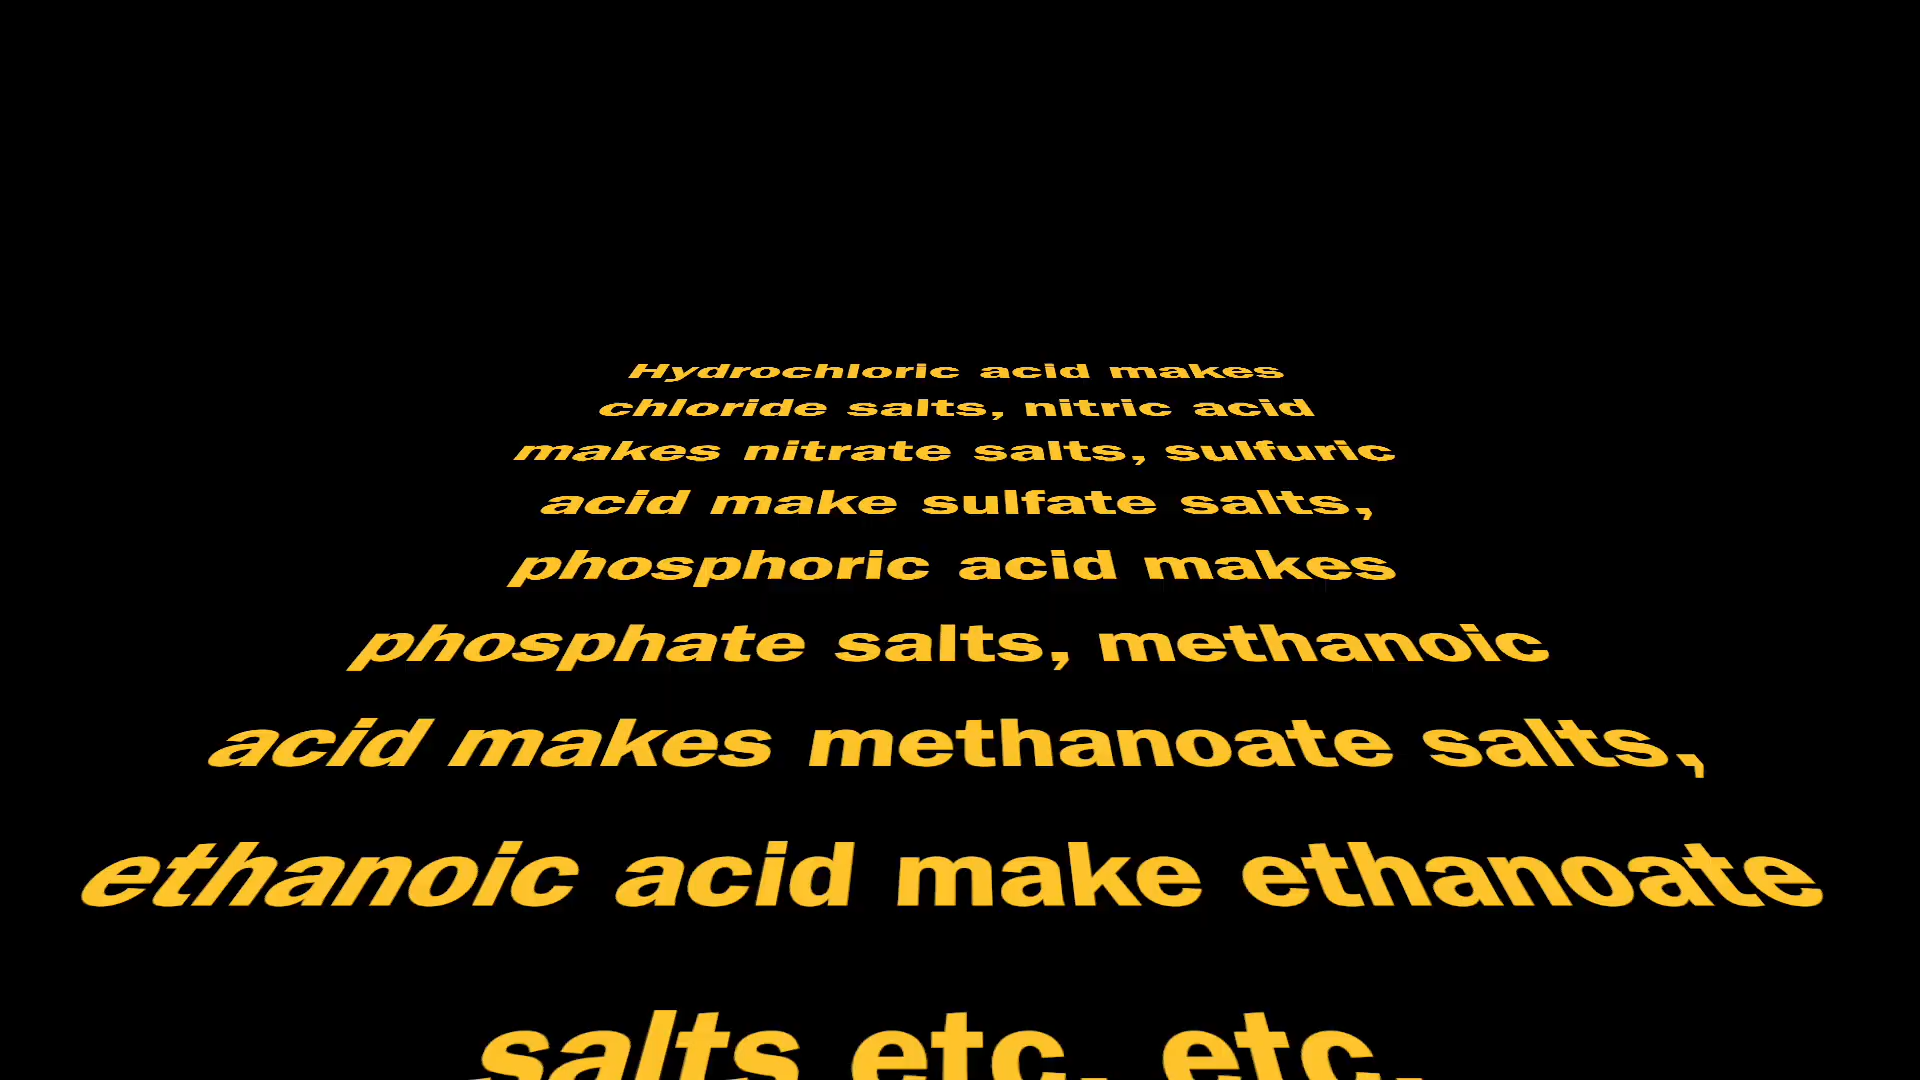 Hydrochloric acid makes
chloride salts, nitric acid
makes nitrate salts, sulfuric
acid make sulfate salts,
phosphoric acid makes
phosphate salts, methanoic
acid makes methanoate salts,
ethanoic acid make ethanoate
salts etc. etc.